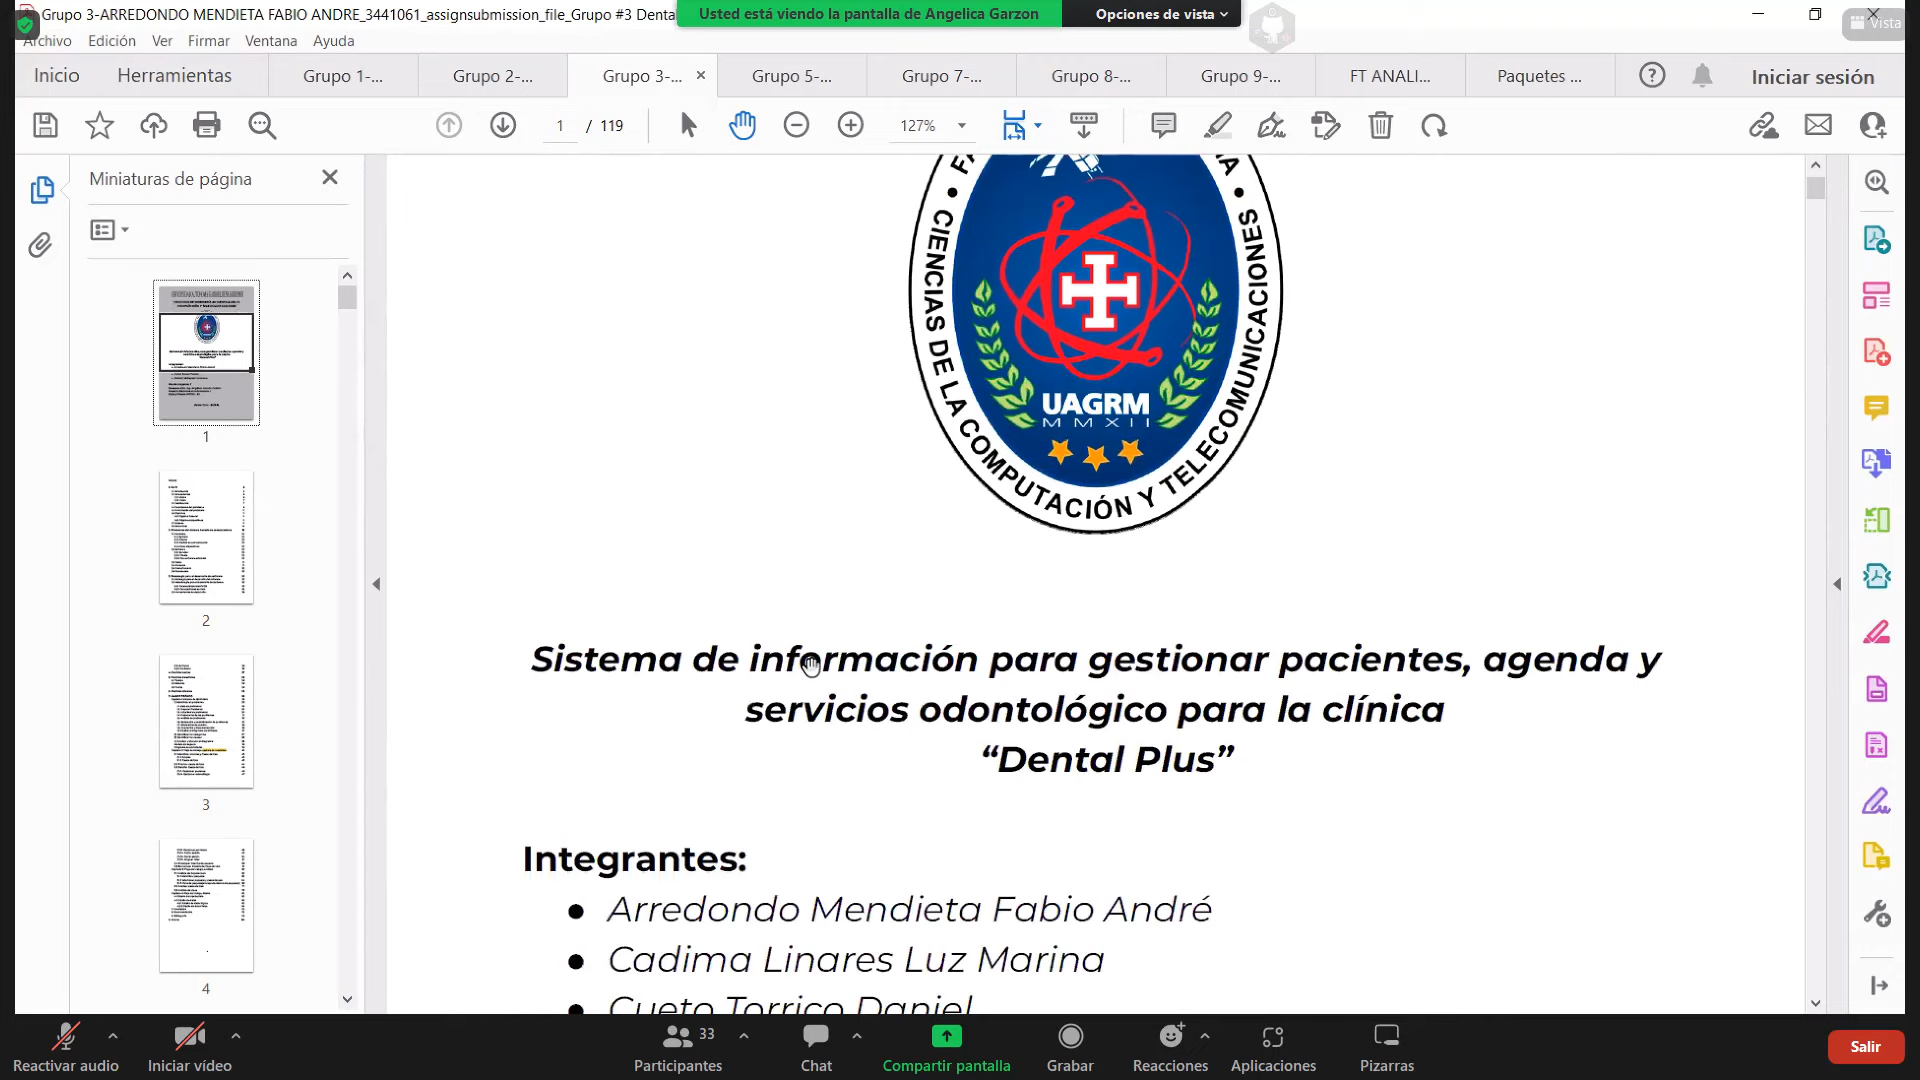 Grupo 3-ARREDONDO MENDIETA FABIO ANDRE_3441061_assignsubmission_file_Grupo #3 Denta
Usted está viendo la pantalla de Angelica Garzon
Opciones de vista
Vista
Archivo Edición Ver Firmar Ventana Ayuda
Inicio Herramientas Grupo 1-... Grupo 2-... Grupo 3-... Grupo 5-... Grupo 7-... Grupo 8-... Grupo 9-... FT ANALI... Paquetes ... Iniciar sesión
1 / 119 127%
Miniaturas de página
1
2
3
4
CIENCIAS DE LA COMPUTACIÓN Y TELECOMUNICACIONES
UAGRM
MMXII
Sistema de información para gestionar pacientes, agenda y
servicios odontológico para la clínica
“Dental Plus”
Integrantes:
● Arredondo Mendieta Fabio André
● Cadima Linares Luz Marina
● Cueto Torrico Daniel
Reactivar audio Iniciar vídeo Participantes 33 Chat Compartir pantalla Grabar Reacciones Aplicaciones Pizarras Salir